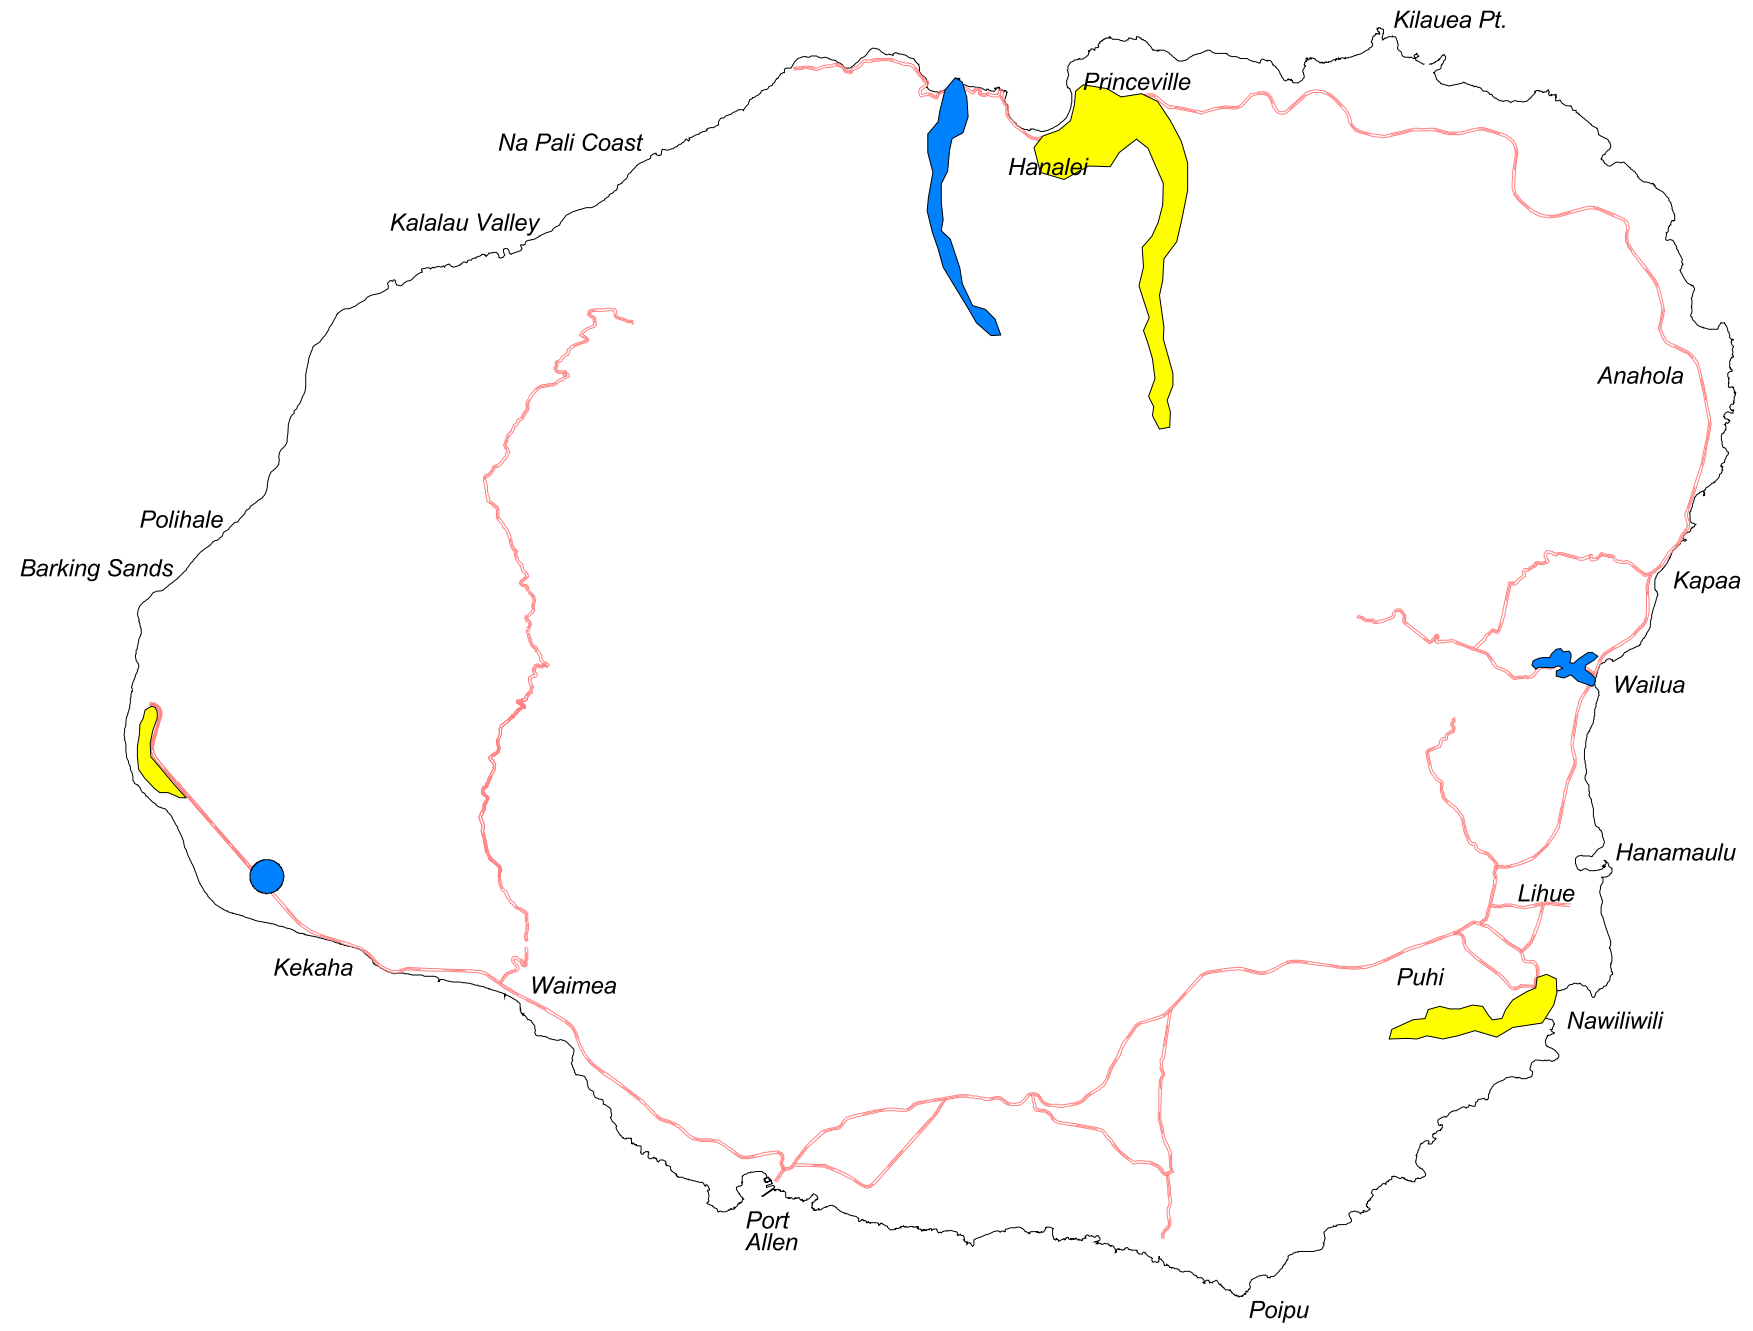 Kilauea Pt.
Princeville
Na Pali Coast
Hanalei
Kalalau Valley
Anahola
Polihale
Barking Sands
Kapaa
Wailua
Hanamaulu
Lihue
Kekaha
Puhi
Waimea
Nawiliwili
Port
Allen
Poipu